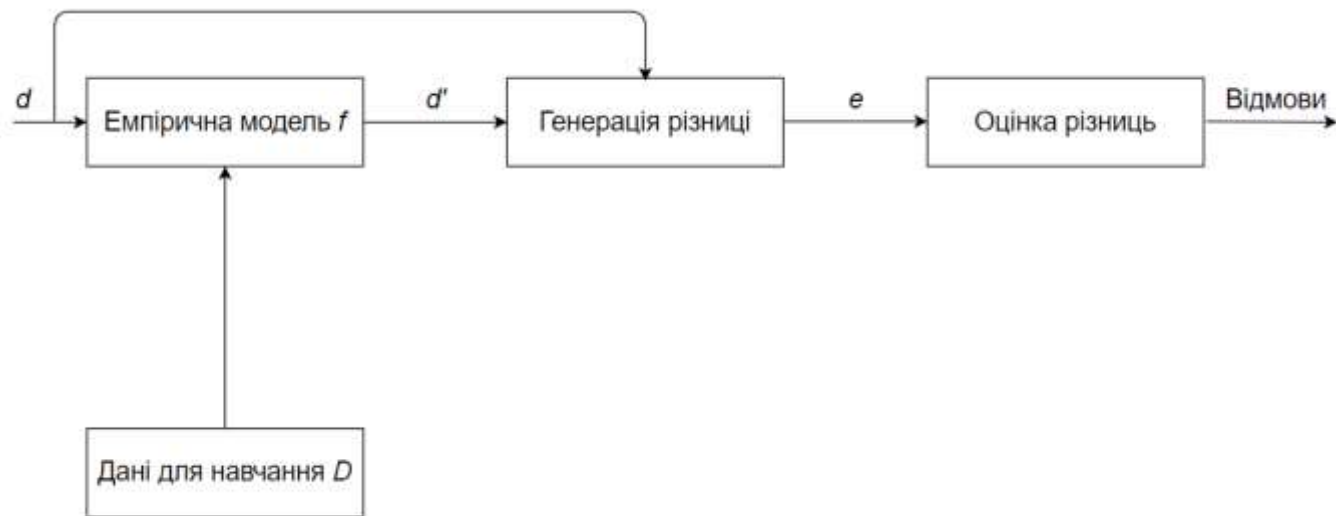 d
Емпірична модель f
d'
Генерація різниці
e
Оцінка різниць
Відмови
Дані для навчання D